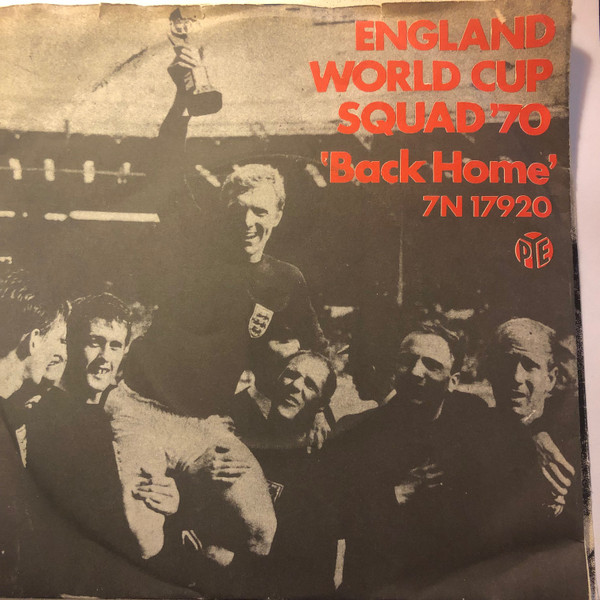 ENGLAND
WORLD CUP
SQUAD '70
'Back Home'
7N 17920
PYE